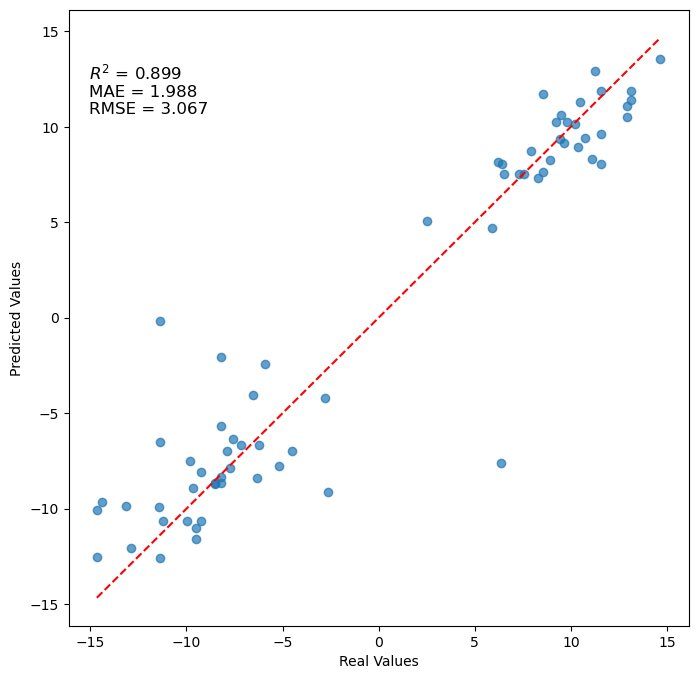 15
R² = 0.899
MAE = 1.988
RMSE = 3.067
10
5
0
−5
−10
−15
−15 −10 −5 0 5 10 15
Predicted Values
Real Values